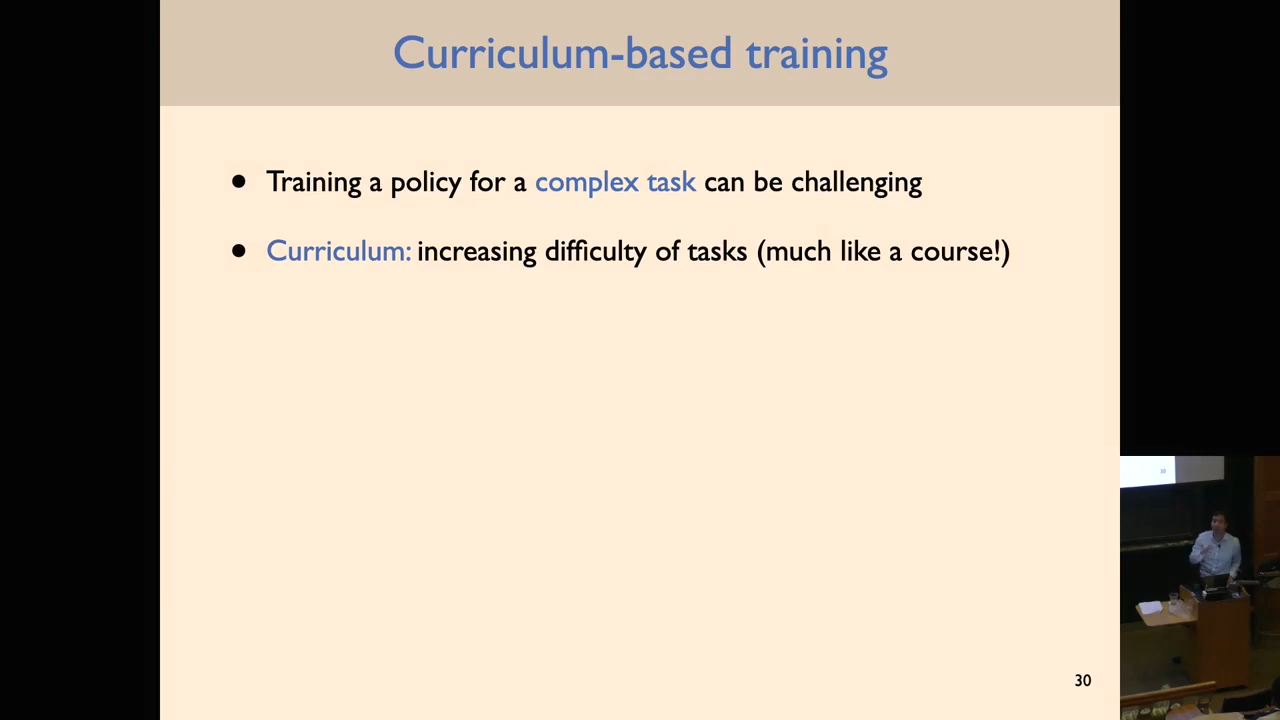 Curriculum-based training
● Training a policy for a complex task can be challenging
● Curriculum: increasing difficulty of tasks (much like a course!)
30
30